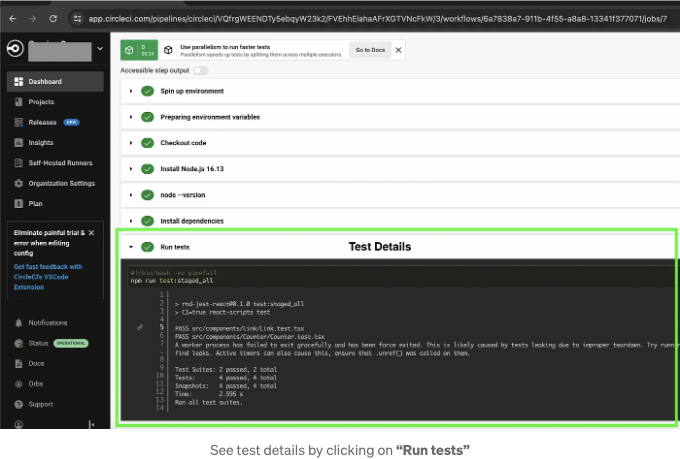 app.circleci.com/pipelines/circleci/VQfrgWEENDTy5ebqyW23k2/FVEhhEiahaAFrXGTVNcFkW/3/workflows/6a7838a7-911b-4f55-a8a8-13341f377071/jobs/7
0
00:34
Use parallelism to run faster tests
Parallelism speeds up tests by splitting them across multiple executors.
Go to Docs
Accessible step output
Dashboard
Projects
Releases NEW
Insights
Self-Hosted Runners
Organization Settings
Plan
Eliminate painful trial &
error when editing
config
Get fast feedback with
CircleCI's VSCode
Extension
Notifications
Status OPERATIONAL
Docs
Orbs
Support
Spin up environment
Preparing environment variables
Checkout code
Install Node.js 16.13
node --version
Install dependencies
Run tests
Test Details
#!/bin/bash -eo pipefail
npm run test:staged_all
1
2 > rnd-jest-react@0.1.0 test:staged_all
3 > CI=true react-scripts test
4
5 PASS src/components/Link/Link.test.tsx
6 PASS src/components/Counter/Counter.test.tsx
7 A worker process has failed to exit gracefully and has been force exited. This is likely caused by tests leaking due to improper teardown. Try runn
find leaks. Active timers can also cause this, ensure that .unref() was called on them.
8
9 Test Suites: 2 passed, 2 total
10 Tests: 4 passed, 4 total
11 Snapshots: 4 passed, 4 total
12 Time: 2.595 s
13 Ran all test suites.
14
See test details by clicking on “Run tests”